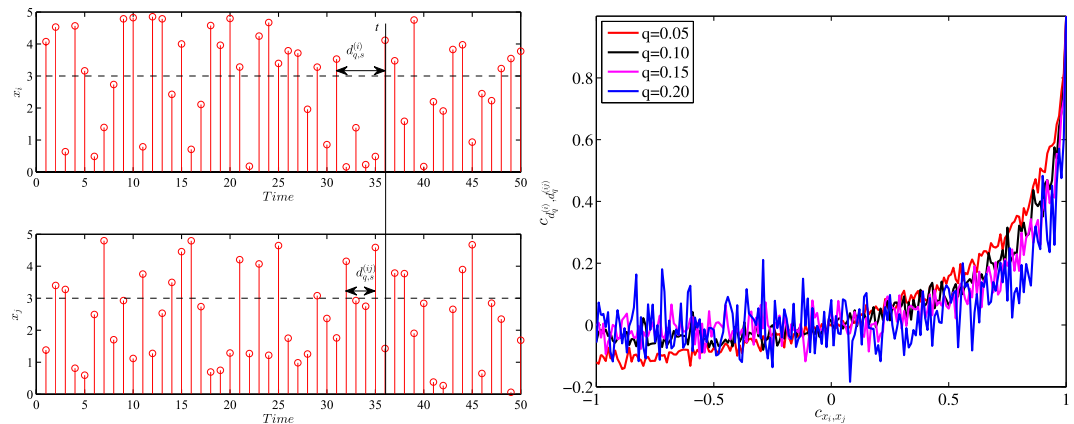 5
4
3
2
1
0
x_i
0 5 10 15 20 25 30 35 40 45 50
Time
t
d_{q,s}^{(i)}
5
4
3
2
1
0
x_j
0 5 10 15 20 25 30 35 40 45 50
Time
d_{q,s}^{(ij)}
q=0.05
q=0.10
q=0.15
q=0.20
0.8
0.6
0.4
0.2
0
−0.2
−1 −0.5 0 0.5 1
c_{x_i,x_j}
c_{d_q^{(i)},d_q^{(ij)}}